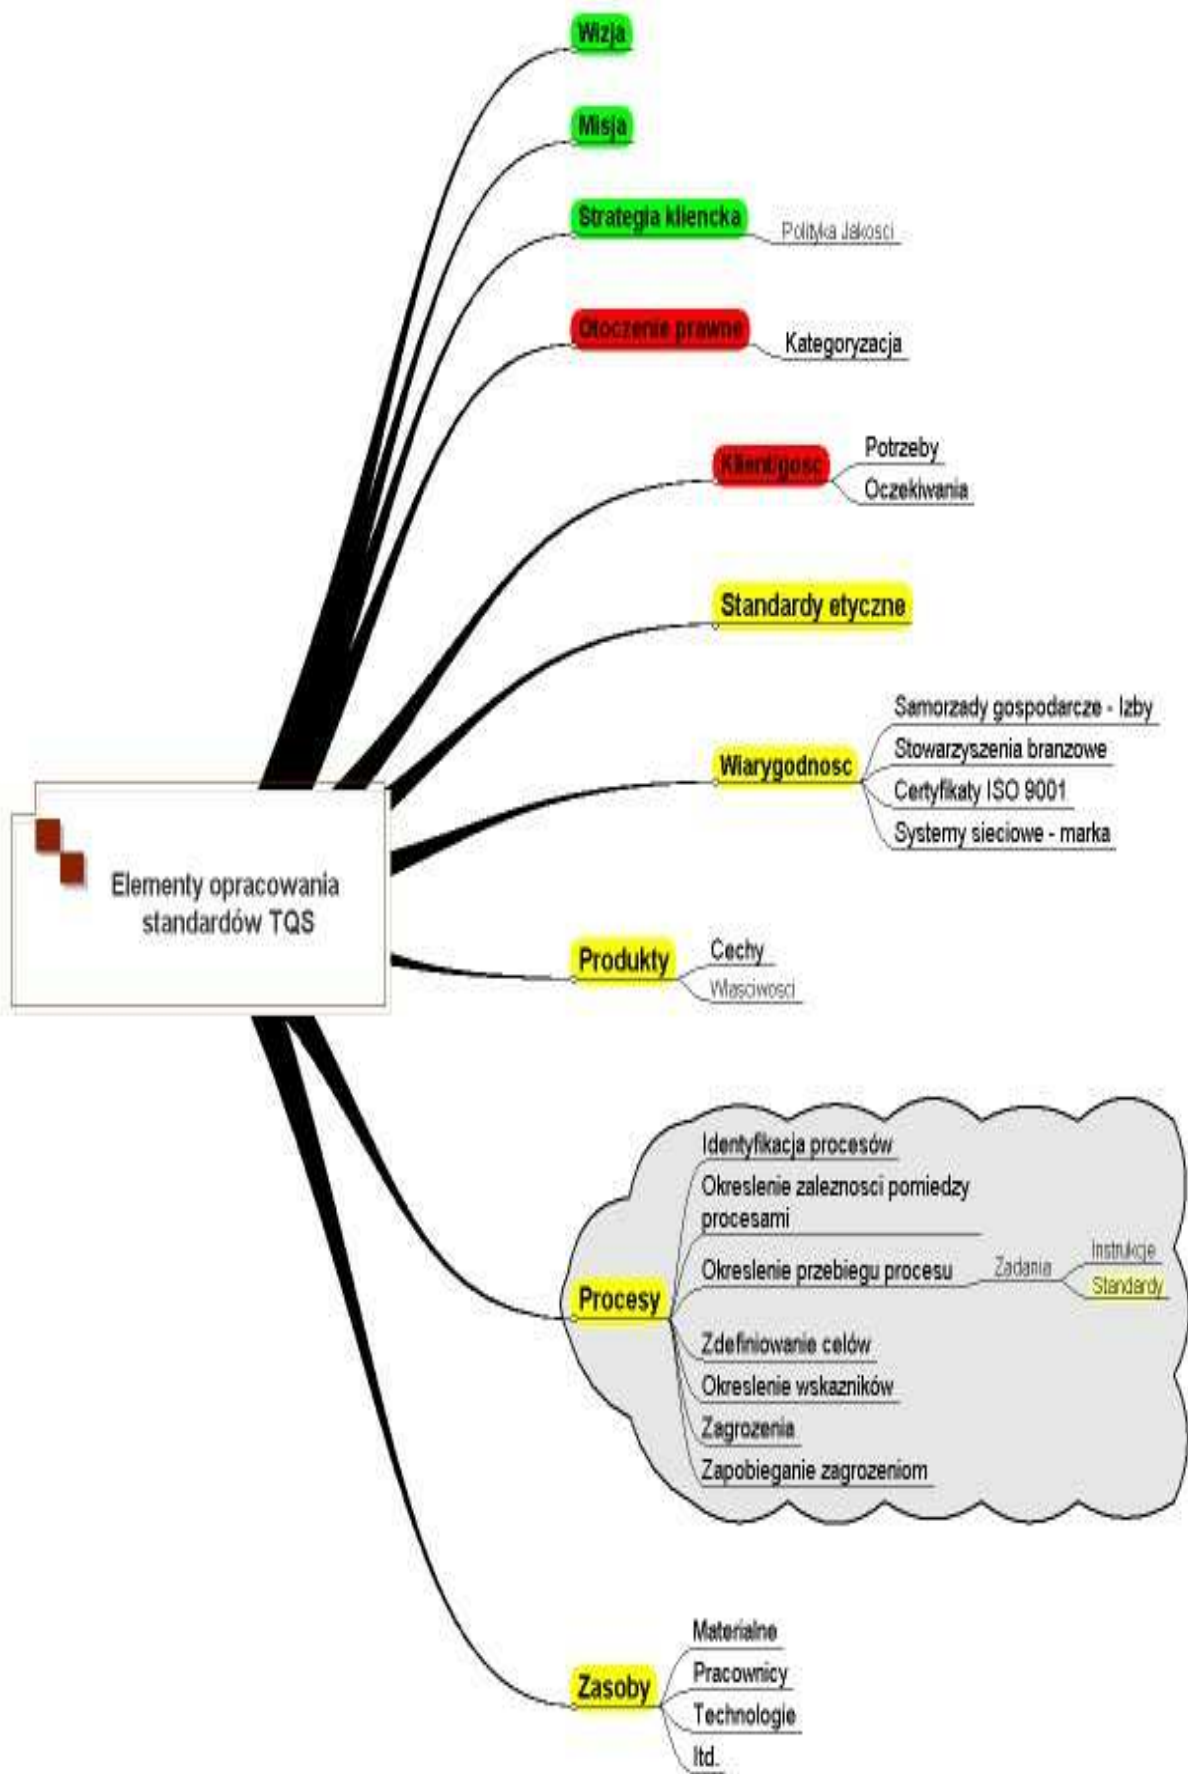 Wizja
Misja
Strategia kliencka
Polityka Jakosci
Otoczenie prawne
Kategoryzacja
Klient/gosc
Potrzeby
Oczekiwania
Standardy etyczne
Wiarygodnosc
Samorzady gospodarcze - Izby
Stowarzyszenia branzowe
Certyfikaty ISO 9001
Systemy sieciowe - marka
Elementy opracowania
standardów TQS
Produkty
Cechy
Wlasciwosci
Procesy
Identyfikacja procesów
Okreslenie zaleznosci pomiedzy
procesami
Okreslenie przebiegu procesu
Zadania
Instrukcje
Standardy
Zdefiniowanie celów
Okreslenie wskazników
Zagrozenia
Zapobieganie zagrozeniom
Zasoby
Materialne
Pracownicy
Technologie
Itd.